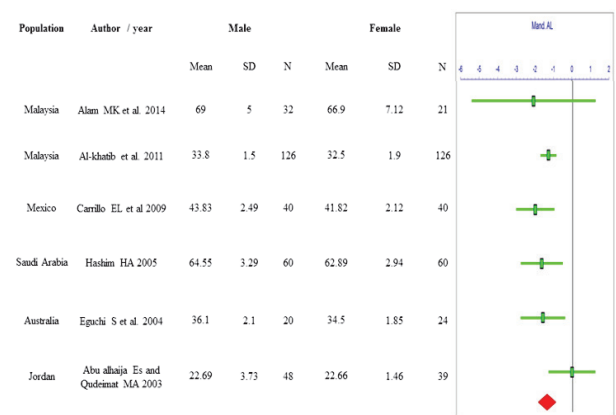 Population Author / year Male Female Mand AL
Mean SD N Mean SD N -6 -5 -4 -3 -2 -1 0 1 2
Malaysia Alam MK et al. 2014 69 5 32 66.9 7.12 21
Malaysia Al-khatib et al. 2011 33.8 1.5 126 32.5 1.9 126
Mexico Carrillo EL et al 2009 43.83 2.49 40 41.82 2.12 40
Saudi Arabia Hashim HA 2005 64.55 3.29 60 62.89 2.94 60
Australia Eguchi S et al. 2004 36.1 2.1 20 34.5 1.85 24
Jordan Abu alhaija Es and Qudeimat MA 2003 22.69 3.73 48 22.66 1.46 39